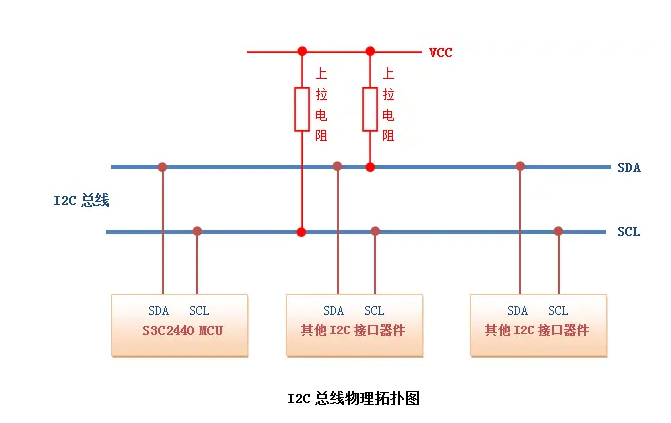 VCC
上拉电阻
上拉电阻
SDA
I2C 总线
SCL
SDA SCL
S3C2440 MCU
SDA SCL
其他 I2C 接口器件
SDA SCL
其他 I2C 接口器件
I2C 总线物理拓扑图